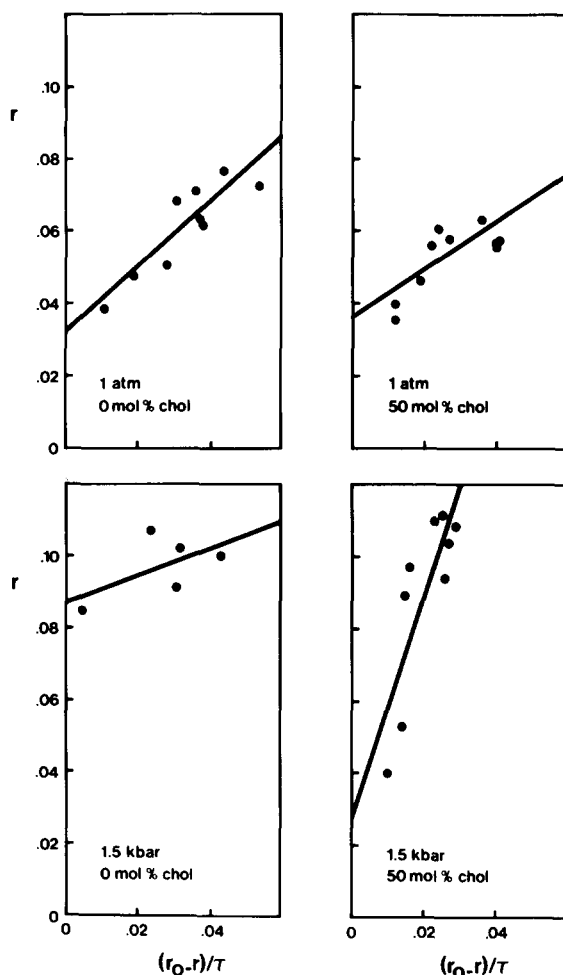 r
.10
.08
.06
.04
.02
0
1 atm
0 mol % chol
1 atm
50 mol % chol
r
.10
.08
.06
.04
.02
0
1.5 kbar
0 mol % chol
1.5 kbar
50 mol % chol
0 .02 .04
0 .02 .04
(rO-r)/τ
(rO-r)/τ